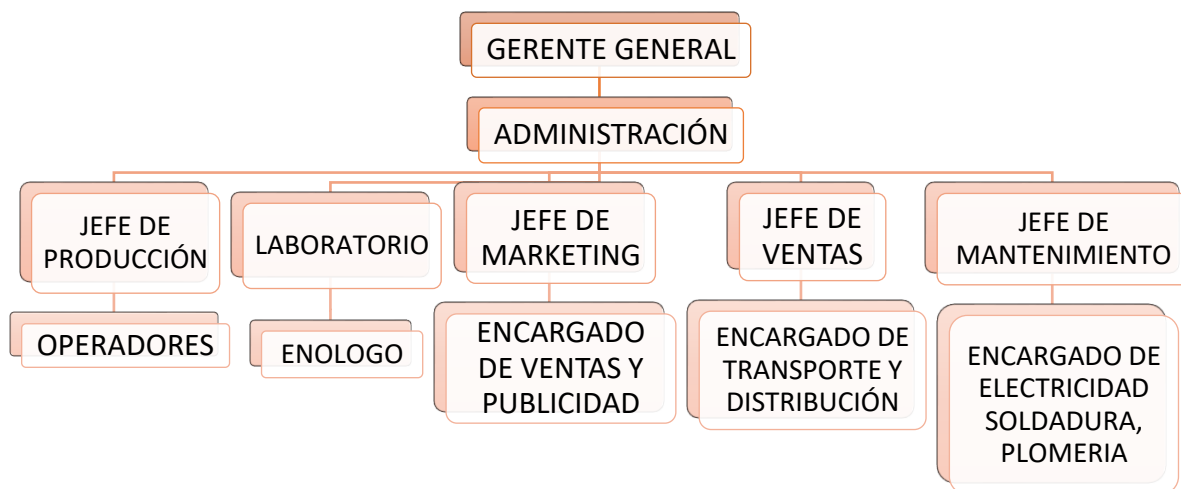 GERENTE GENERAL
ADMINISTRACIÓN
JEFE DE
PRODUCCIÓN
LABORATORIO
JEFE DE
MARKETING
JEFE DE
VENTAS
JEFE DE
MANTENIMIENTO
OPERADORES
ENOLOGO
ENCARGADO
DE VENTAS Y
PUBLICIDAD
ENCARGADO DE
TRANSPORTE Y
DISTRIBUCIÓN
ENCARGADO DE
ELECTRICIDAD
SOLDADURA,
PLOMERIA